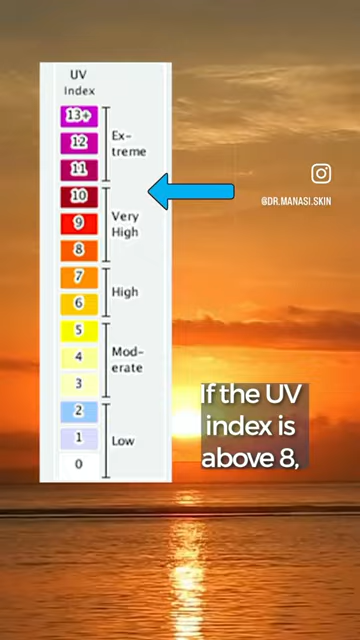 UV
Index
13+
12
11
10
9
8
7
6
5
4
3
2
1
0
Ex-
treme
Very
High
High
Mod-
erate
Low
@DR.MANASI.SKIN
If the UV
index is
above 8,